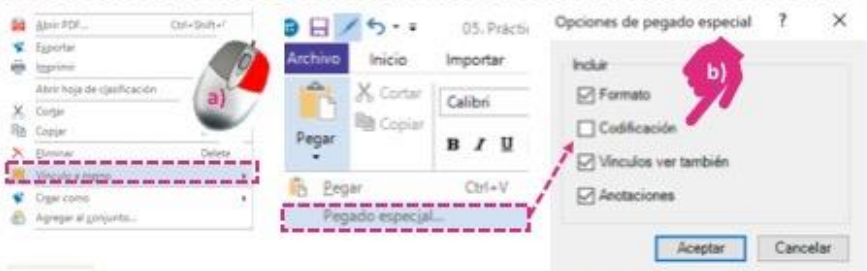 Abrir PDF... Ctrl+Shift+F
Exportar
Imprimir
Abrir hoja de clasificación
Cortar
Copiar
Eliminar Delete
Vínculo a memo
Crear como
Agregar al conjunto...
a)
05. Prácti
Archivo Inicio Importar
Pegar
Cortar
Copiar
Calibri
B I U
Pegar Ctrl+V
Pegado especial...
Opciones de pegado especial ? X
Incluir
b)
Formato
Codificación
Vínculos ver también
Anotaciones
Aceptar Cancelar